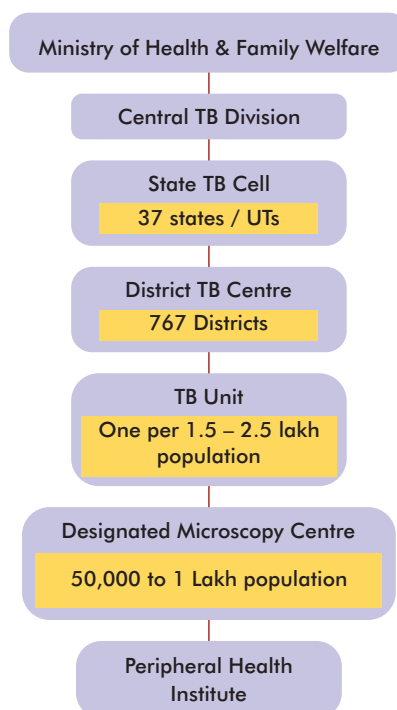 Ministry of Health & Family Welfare
Central TB Division
State TB Cell
37 states / UTs
District TB Centre
767 Districts
TB Unit
One per 1.5 – 2.5 lakh
population
Designated Microscopy Centre
50,000 to 1 Lakh population
Peripheral Health
Institute